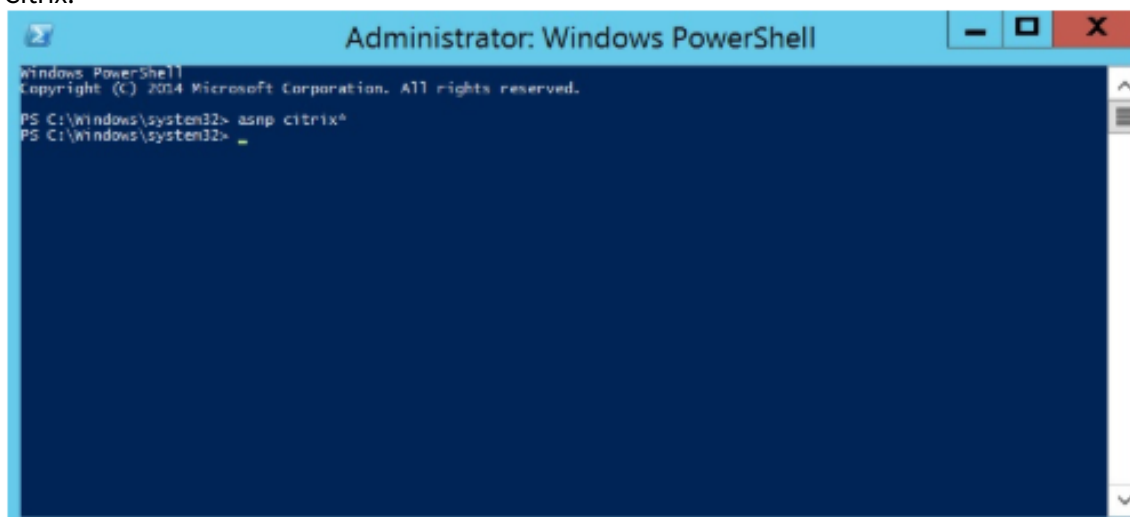 Citrix.
Administrator: Windows PowerShell
Windows PowerShell
Copyright (C) 2014 Microsoft Corporation. All rights reserved.
PS C:\Windows\system32> asnp citrix*
PS C:\Windows\system32> _